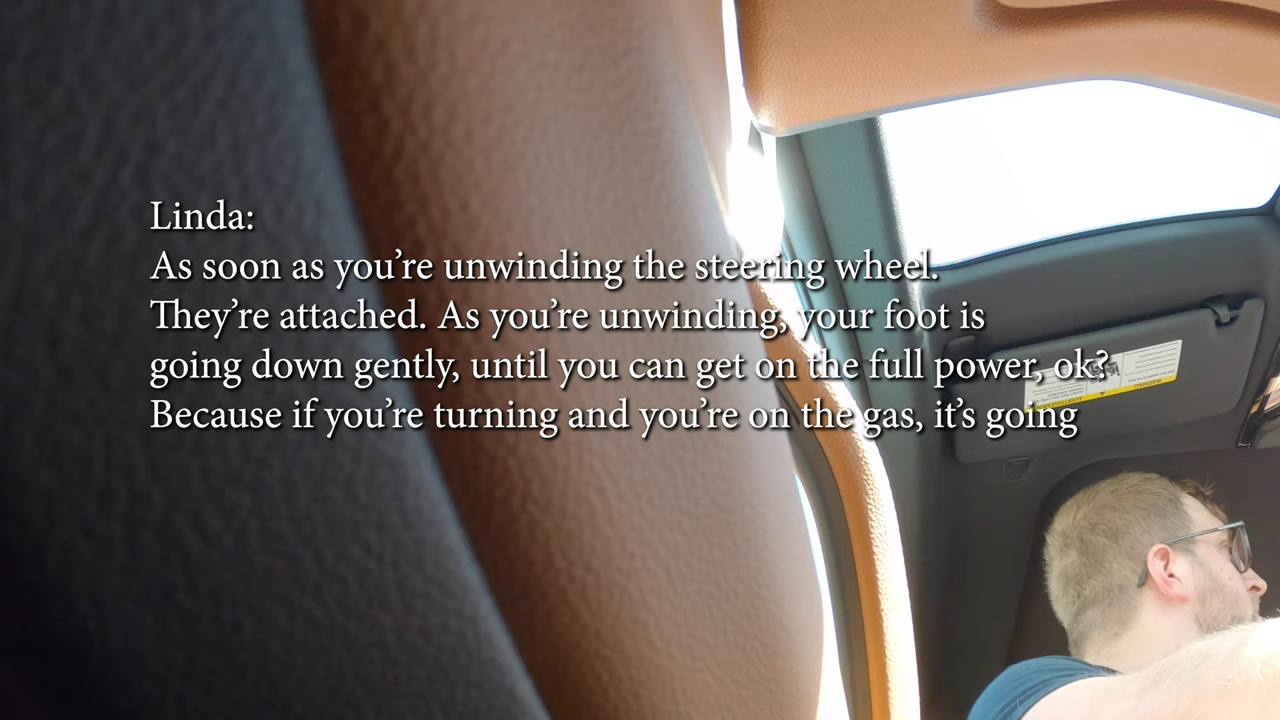 Linda:
As soon as you’re unwinding the steering wheel.
They’re attached. As you’re unwinding, your foot is
going down gently, until you can get on the full power, ok?
Because if you’re turning and you’re on the gas, it’s going
WARNING